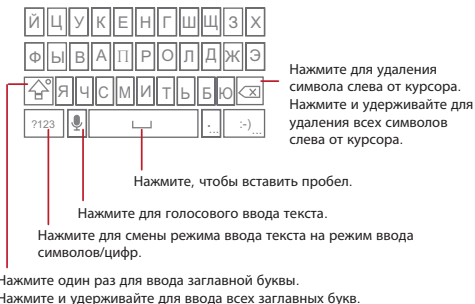 Й Ц У К Е Н Г Ш Щ З Х
Ф Ы В А П Р О Л Д Ж Э
Я Ч С М И Т Ь Б Ю
?123 . ... :-) ...
Нажмите для удаления
символа слева от курсора.
Нажмите и удерживайте для
удаления всех символов
слева от курсора.
Нажмите, чтобы вставить пробел.
Нажмите для голосового ввода текста.
Нажмите для смены режима ввода текста на режим ввода
символов/цифр.
Нажмите один раз для ввода заглавной буквы.
Нажмите и удерживайте для ввода всех заглавных букв.